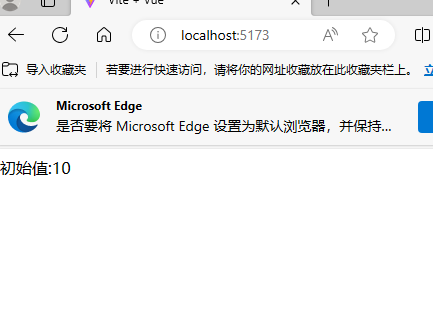 Vite + Vue
localhost:5173
导入收藏夹
若要进行快速访问，请将你的网址收藏放在此收藏夹栏上。
Microsoft Edge
是否要将 Microsoft Edge 设置为默认浏览器，并保持...
初始值:10